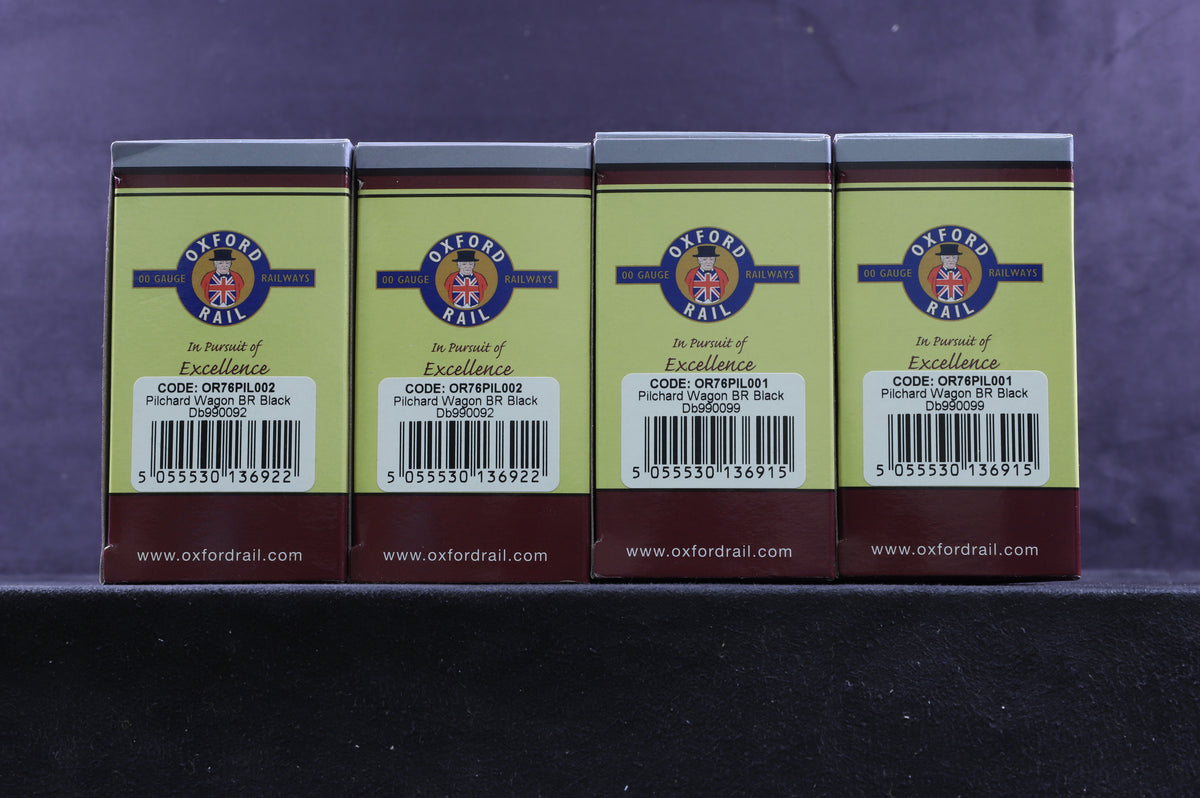 OXFORD
00 GAUGE RAILWAYS
RAIL
In Pursuit of
Excellence
CODE: OR76PIL002
Pilchard Wagon BR Black
Db990092
5 055530 136922
www.oxfordrail.com
OXFORD
00 GAUGE RAILWAYS
RAIL
In Pursuit of
Excellence
CODE: OR76PIL002
Pilchard Wagon BR Black
Db990092
5 055530 136922
www.oxfordrail.com
OXFORD
00 GAUGE RAILWAYS
RAIL
In Pursuit of
Excellence
CODE: OR76PIL001
Pilchard Wagon BR Black
Db990099
5 055530 136915
www.oxfordrail.com
OXFORD
00 GAUGE RAILWAYS
RAIL
In Pursuit of
Excellence
CODE: OR76PIL001
Pilchard Wagon BR Black
Db990099
5 055530 136915
www.oxfordrail.com